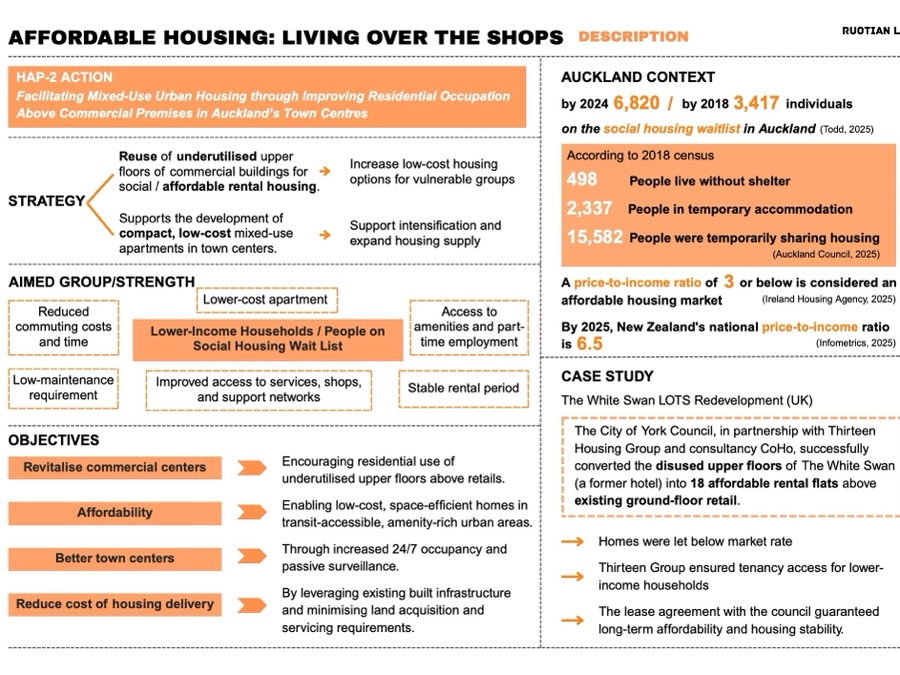 AFFORDABLE HOUSING: LIVING OVER THE SHOPS DESCRIPTION
RUOTIAN L
HAP-2 ACTION
Facilitating Mixed-Use Urban Housing through Improving Residential Occupation
Above Commercial Premises in Auckland's Town Centres
STRATEGY
Reuse of underutilised upper
floors of commercial buildings for
social / affordable rental housing.
Increase low-cost housing
options for vulnerable groups
Supports the development of
compact, low-cost mixed-use
apartments in town centers.
Support intensification and
expand housing supply
AIMED GROUP/STRENGTH
Lower-cost apartment
Reduced
commuting costs
and time
Lower-Income Households / People on
Social Housing Wait List
Access to
amenities and part-
time employment
Low-maintenance
requirement
Improved access to services, shops,
and support networks
Stable rental period
OBJECTIVES
Revitalise commercial centers
Encouraging residential use of
underutilised upper floors above retails.
Affordability
Enabling low-cost, space-efficient homes in
transit-accessible, amenity-rich urban areas.
Better town centers
Through increased 24/7 occupancy and
passive surveillance.
Reduce cost of housing delivery
By leveraging existing built infrastructure
and minimising land acquisition and
servicing requirements.
AUCKLAND CONTEXT
by 2024 6,820 / by 2018 3,417 individuals
on the social housing waitlist in Auckland (Todd, 2025)
According to 2018 census
498 People live without shelter
2,337 People in temporary accommodation
15,582 People were temporarily sharing housing
(Auckland Council, 2025)
A price-to-income ratio of 3 or below is considered an
affordable housing market (Ireland Housing Agency, 2025)
By 2025, New Zealand's national price-to-income ratio
is 6.5 (Infometrics, 2025)
CASE STUDY
The White Swan LOTS Redevelopment (UK)
The City of York Council, in partnership with Thirteen
Housing Group and consultancy CoHo, successfully
converted the disused upper floors of The White Swan
(a former hotel) into 18 affordable rental flats above
existing ground-floor retail.
Homes were let below market rate
Thirteen Group ensured tenancy access for lower-
income households
The lease agreement with the council guaranteed
long-term affordability and housing stability.